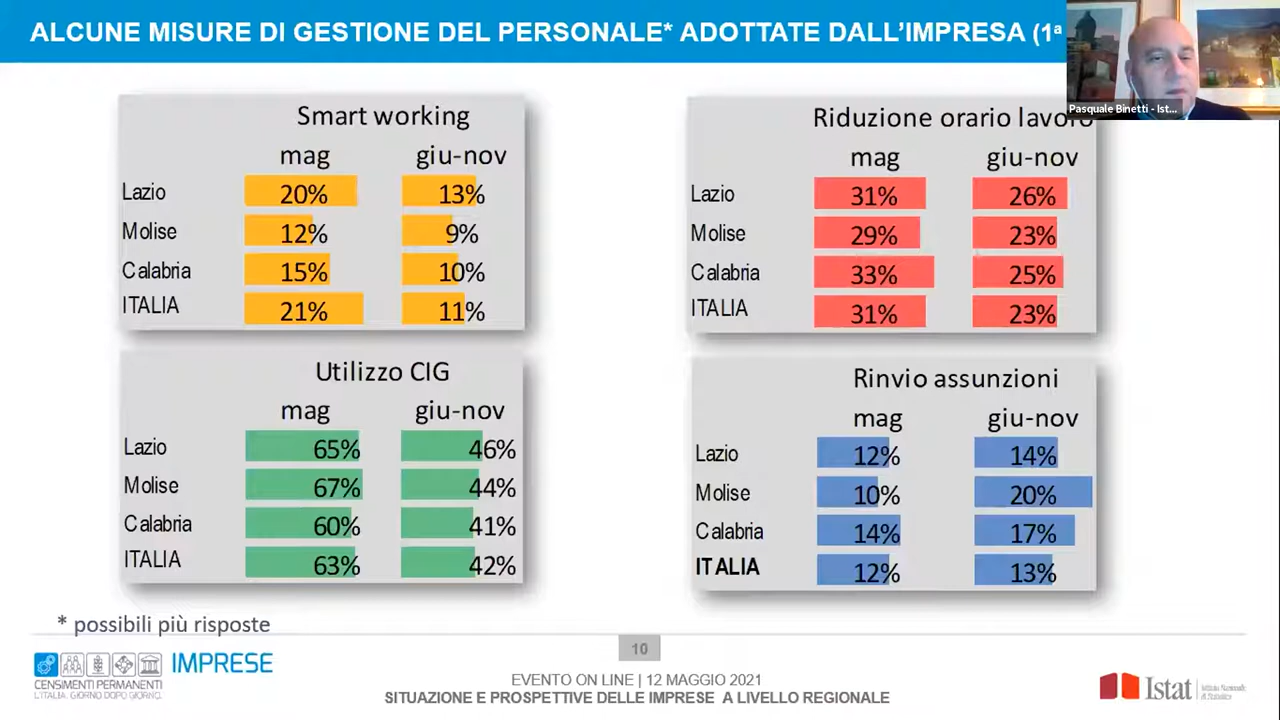 ALCUNE MISURE DI GESTIONE DEL PERSONALE* ADOTTATE DALL'IMPRESA (1ª
Pasquale Binetti - Ist...
Smart working
mag giu-nov
Lazio 20% 13%
Molise 12% 9%
Calabria 15% 10%
ITALIA 21% 11%
Riduzione orario lavoro
mag giu-nov
Lazio 31% 26%
Molise 29% 23%
Calabria 33% 25%
ITALIA 31% 23%
Utilizzo CIG
mag giu-nov
Lazio 65% 46%
Molise 67% 44%
Calabria 60% 41%
ITALIA 63% 42%
Rinvio assunzioni
mag giu-nov
Lazio 12% 14%
Molise 10% 20%
Calabria 14% 17%
ITALIA 12% 13%
* possibili più risposte
10
IMPRESE
CENSIMENTI PERMANENTI
L'ITALIA. GIORNO DOPO GIORNO.
EVENTO ON LINE | 12 MAGGIO 2021
SITUAZIONE E PROSPETTIVE DELLE IMPRESE A LIVELLO REGIONALE
Istat